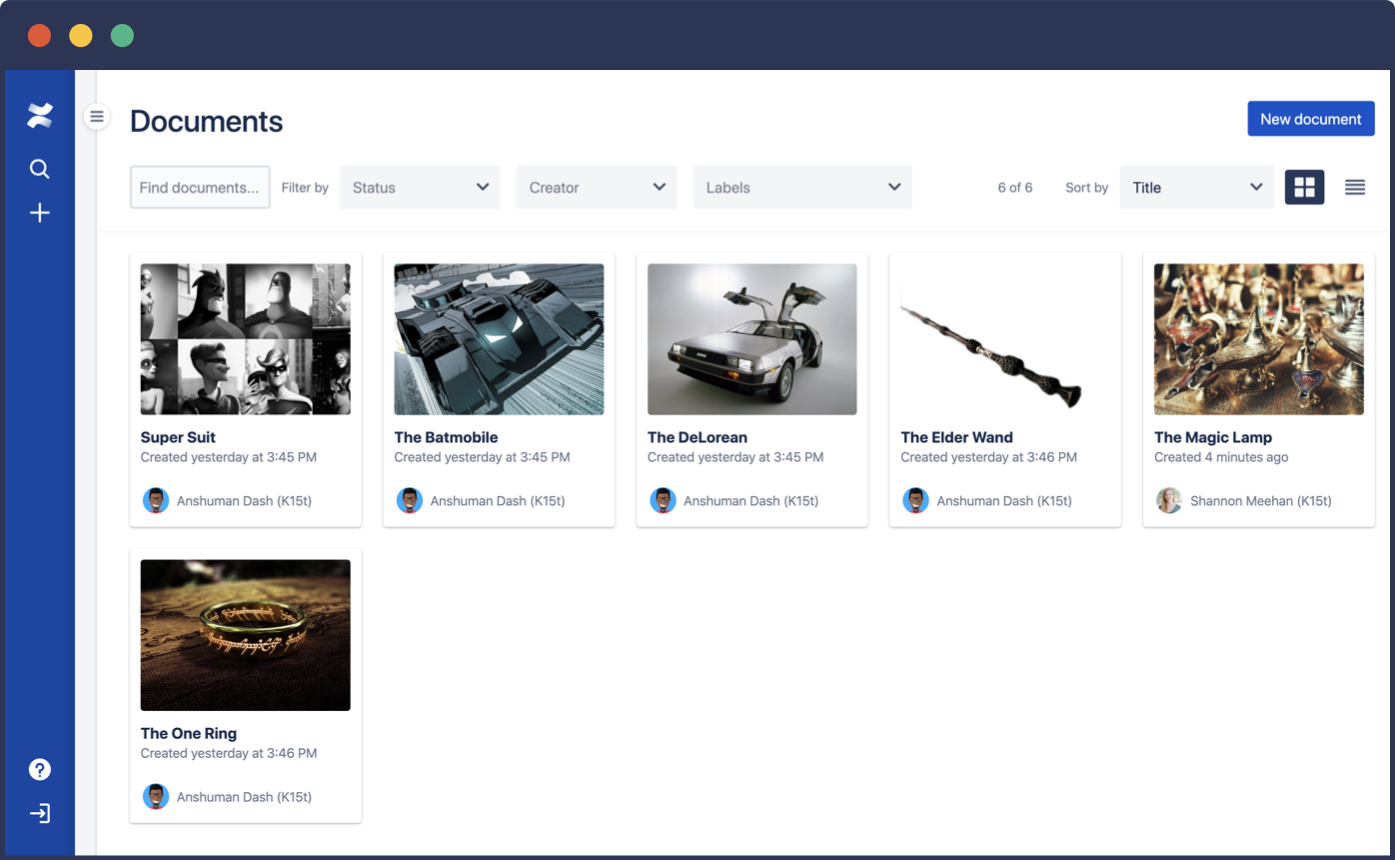 Documents
New document
Find documents...
Filter by
Status
Creator
Labels
6 of 6
Sort by
Title
Super Suit
Created yesterday at 3:45 PM
Anshuman Dash (K15t)
The Batmobile
Created yesterday at 3:45 PM
Anshuman Dash (K15t)
The DeLorean
Created yesterday at 3:45 PM
Anshuman Dash (K15t)
The Elder Wand
Created yesterday at 3:46 PM
Anshuman Dash (K15t)
The Magic Lamp
Created 4 minutes ago
Shannon Meehan (K15t)
The One Ring
Created yesterday at 3:46 PM
Anshuman Dash (K15t)